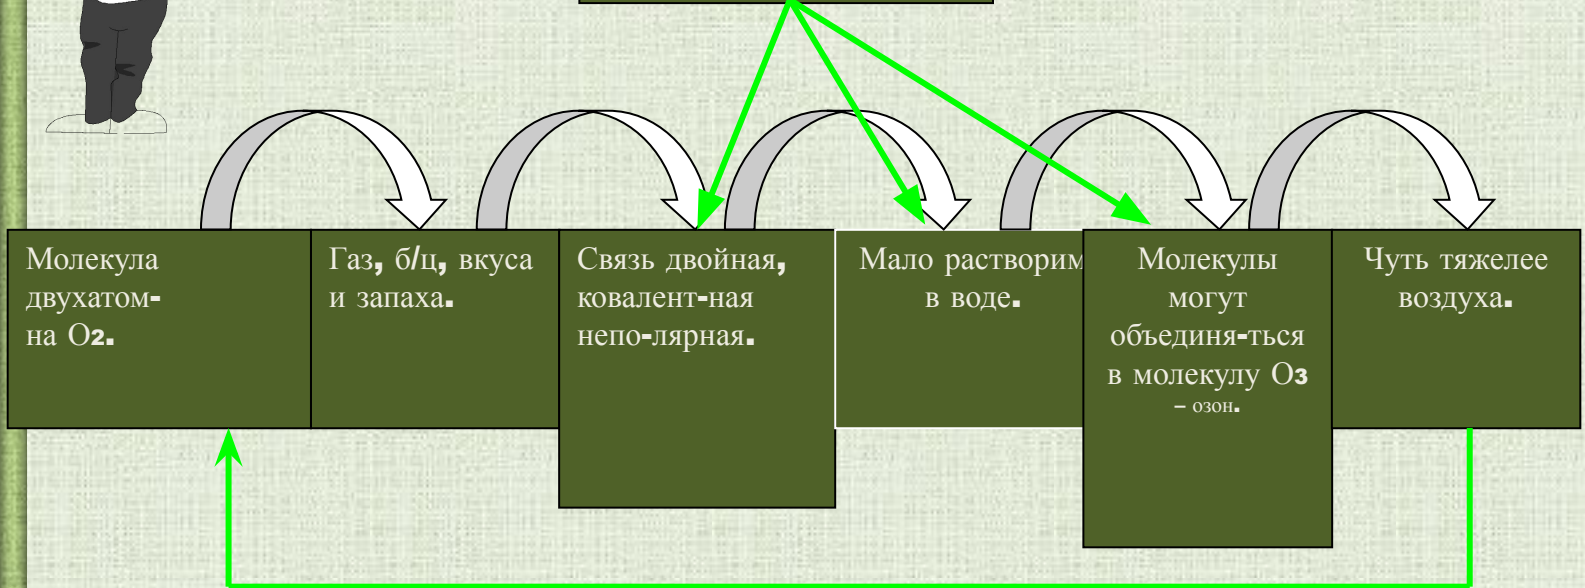 Молекула
двухатом-
на О2.
Газ, б/ц, вкуса
и запаха.
Связь двойная,
ковалент-ная
непо-лярная.
Мало растворим
в воде.
Молекулы
могут
объединя-ться
в молекулу О3
– озон.
Чуть тяжелее
воздуха.